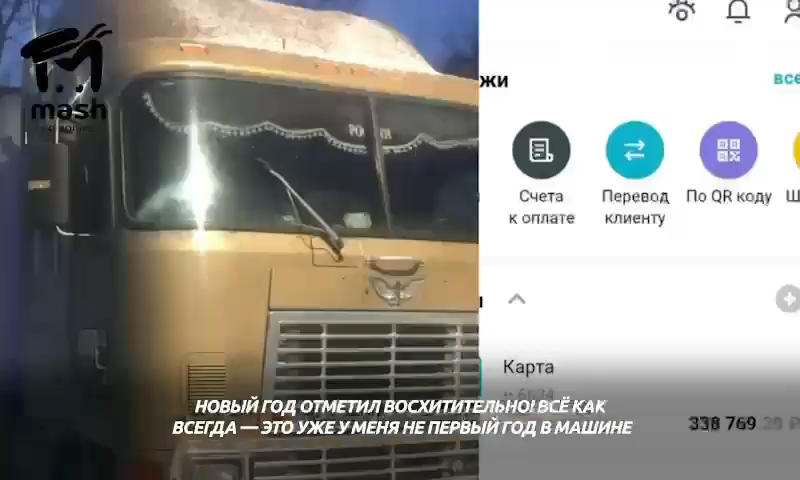 mash
жи
все
Счета
к оплате
Перевод
клиенту
По QR коду
Карта
338 769
НОВЫЙ ГОД ОТМЕТИЛ ВОСХИТИТЕЛЬНО! ВСЁ КАК
ВСЕГДА — ЭТО УЖЕ У МЕНЯ НЕ ПЕРВЫЙ ГОД В МАШИНЕ